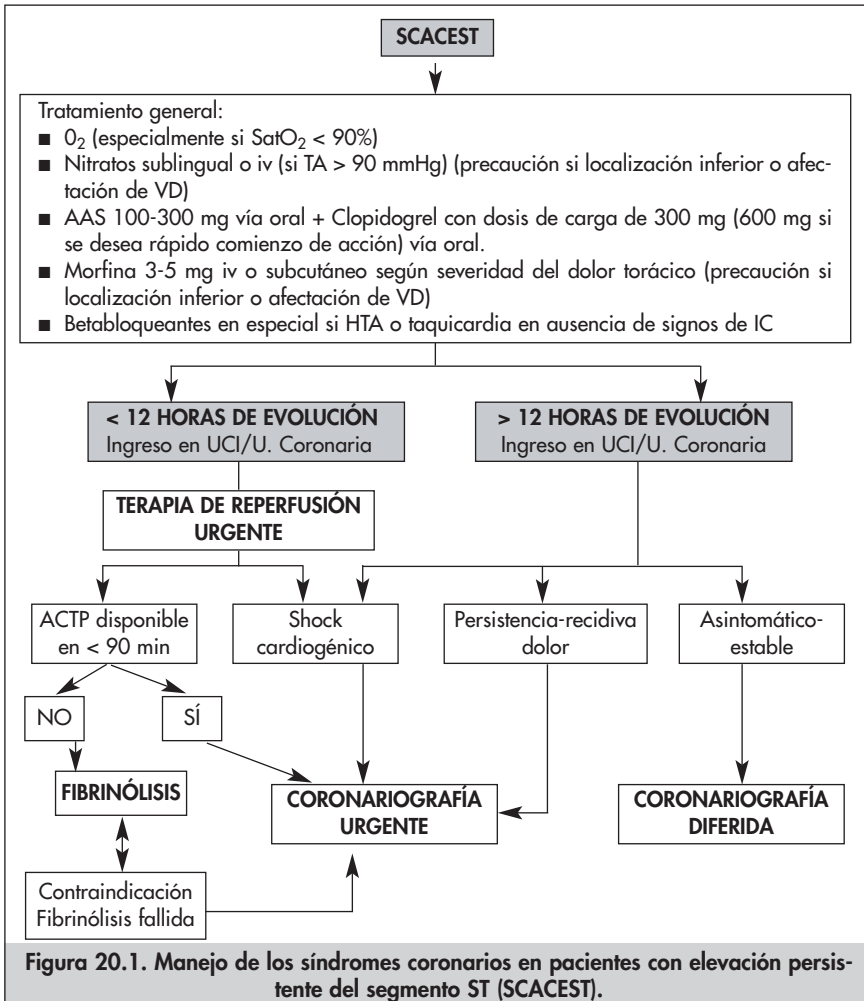 SCACEST
Tratamiento general:
■ 0₂ (especialmente si SatO₂ < 90%)
■ Nitratos sublingual o iv (si TA > 90 mmHg) (precaución si localización inferior o afec-
tación de VD)
■ AAS 100-300 mg vía oral + Clopidogrel con dosis de carga de 300 mg (600 mg si
se desea rápido comienzo de acción) vía oral.
■ Morfina 3-5 mg iv o subcutáneo según severidad del dolor torácico (precaución si
localización inferior o afectación de VD)
■ Betabloqueantes en especial si HTA o taquicardia en ausencia de signos de IC
< 12 HORAS DE EVOLUCIÓN
Ingreso en UCI/U. Coronaria
> 12 HORAS DE EVOLUCIÓN
Ingreso en UCI/U. Coronaria
TERAPIA DE REPERFUSIÓN
URGENTE
ACTP disponible
en < 90 min
Shock
cardiogénico
Persistencia-recidiva
dolor
Asintomático-
estable
NO
SÍ
FIBRINÓLISIS
CORONARIOGRAFÍA
URGENTE
CORONARIOGRAFÍA
DIFERIDA
Contraindicación
Fibrinólisis fallida
Figura 20.1. Manejo de los síndromes coronarios en pacientes con elevación persis-
tente del segmento ST (SCACEST).